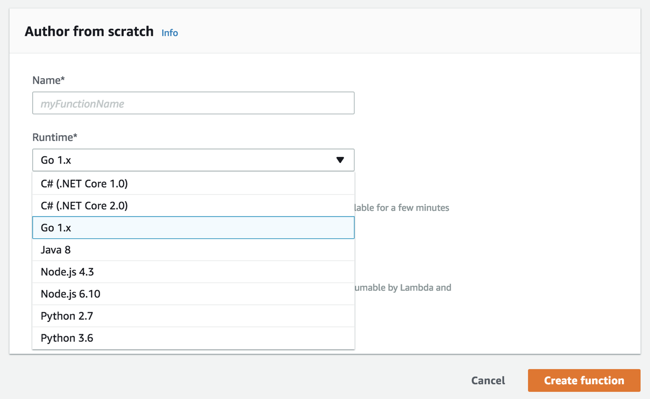 Author from scratch Info
Name*
myFunctionName
Runtime*
Go 1.x
C# (.NET Core 1.0)
C# (.NET Core 2.0)
lable for a few minutes
Go 1.x
Java 8
Node.js 4.3
umable by Lambda and
Node.js 6.10
Python 2.7
Python 3.6
Cancel Create function